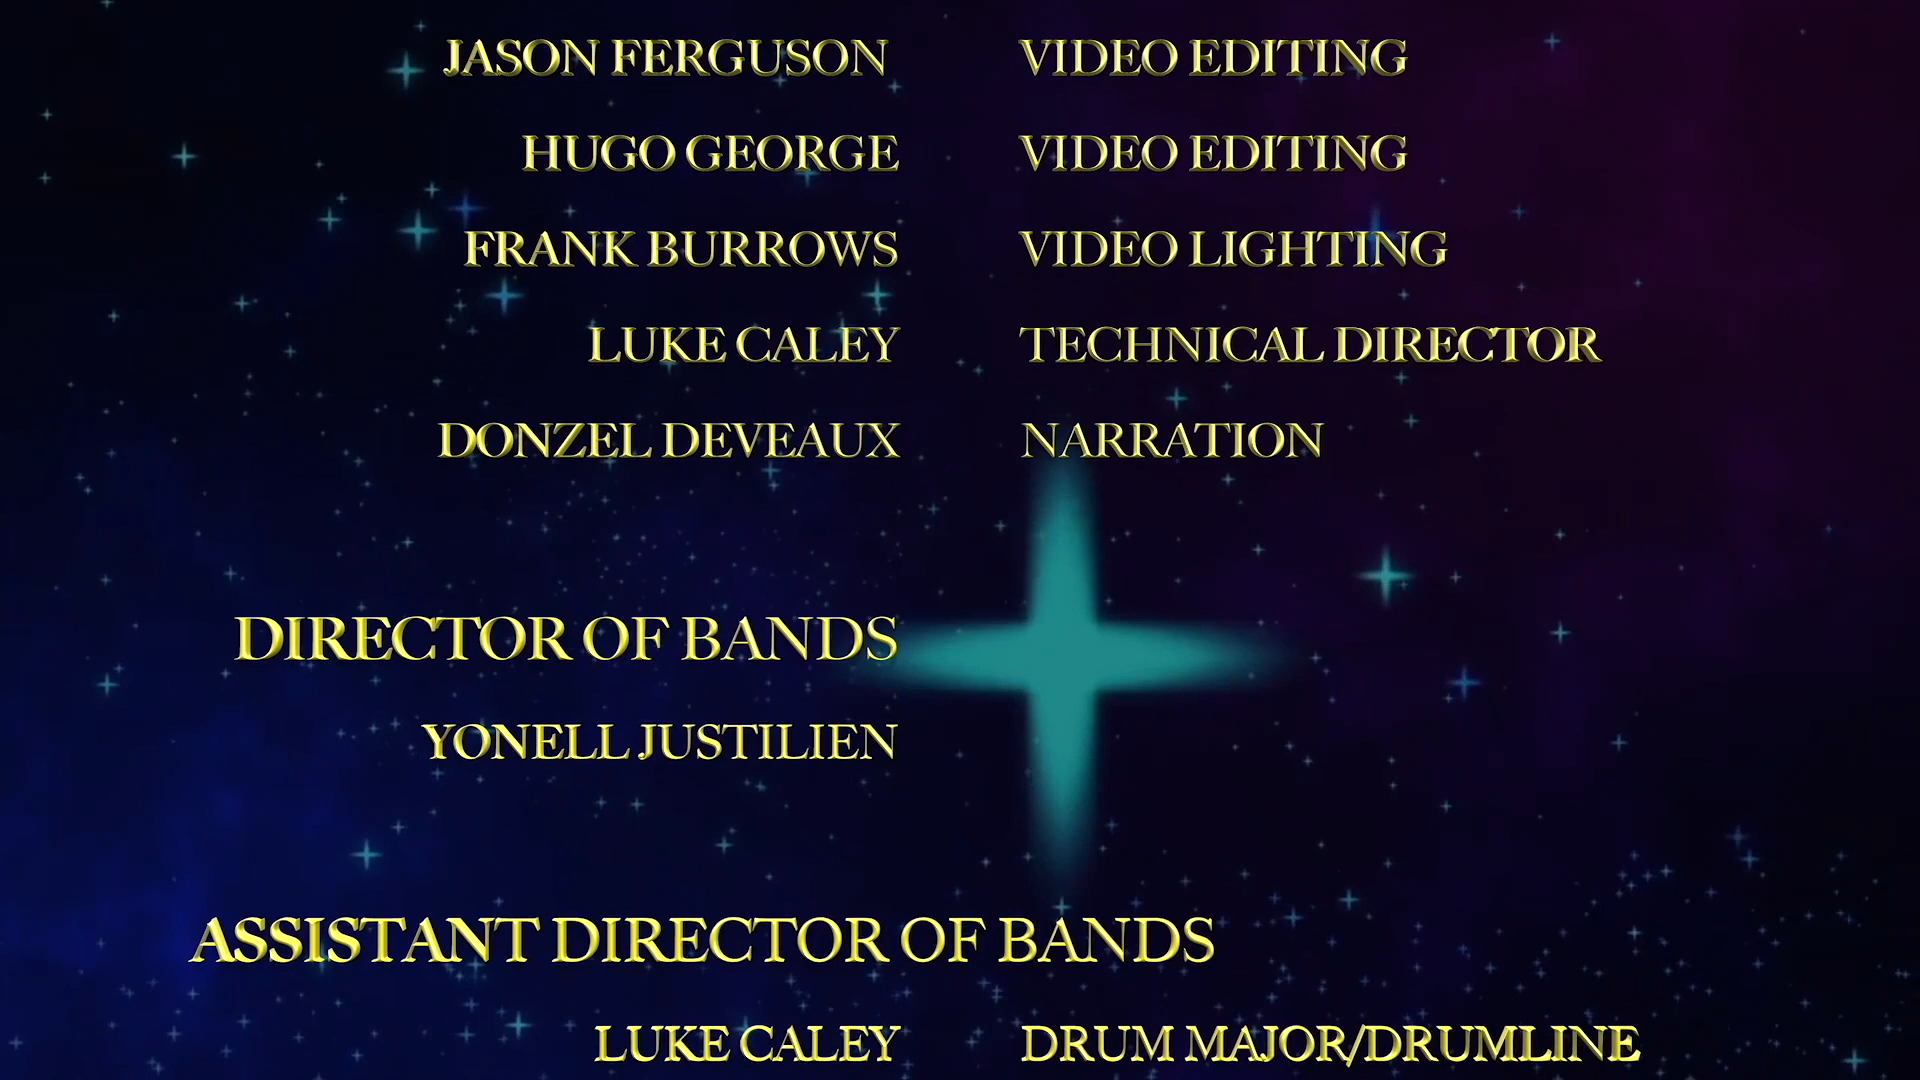 JASON FERGUSON VIDEO EDITING
HUGO GEORGE VIDEO EDITING
FRANK BURROWS VIDEO LIGHTING
LUKE CALEY TECHNICAL DIRECTOR
DONZEL DEVEAUX NARRATION
DIRECTOR OF BANDS
YONELL JUSTILIEN
ASSISTANT DIRECTOR OF BANDS
LUKE CALEY DRUM MAJOR/DRUMLINE